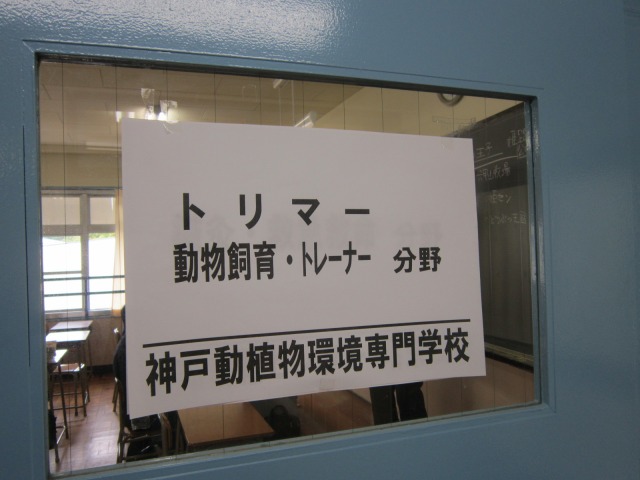 トリマー
動物飼育・トレーナー 分野
神戸動植物環境専門学校